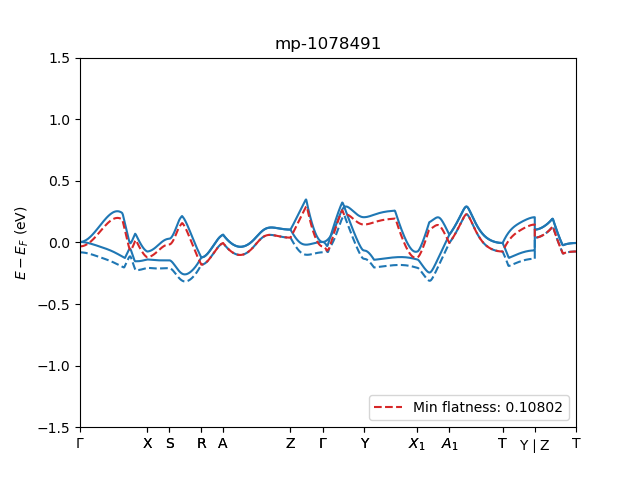 mp-1078491
E − E_F (eV)
1.5
1.0
0.5
0.0
−0.5
−1.0
−1.5
Min flatness: 0.10802
Γ X S R A Z Γ Y X₁ A₁ T Y | Z T